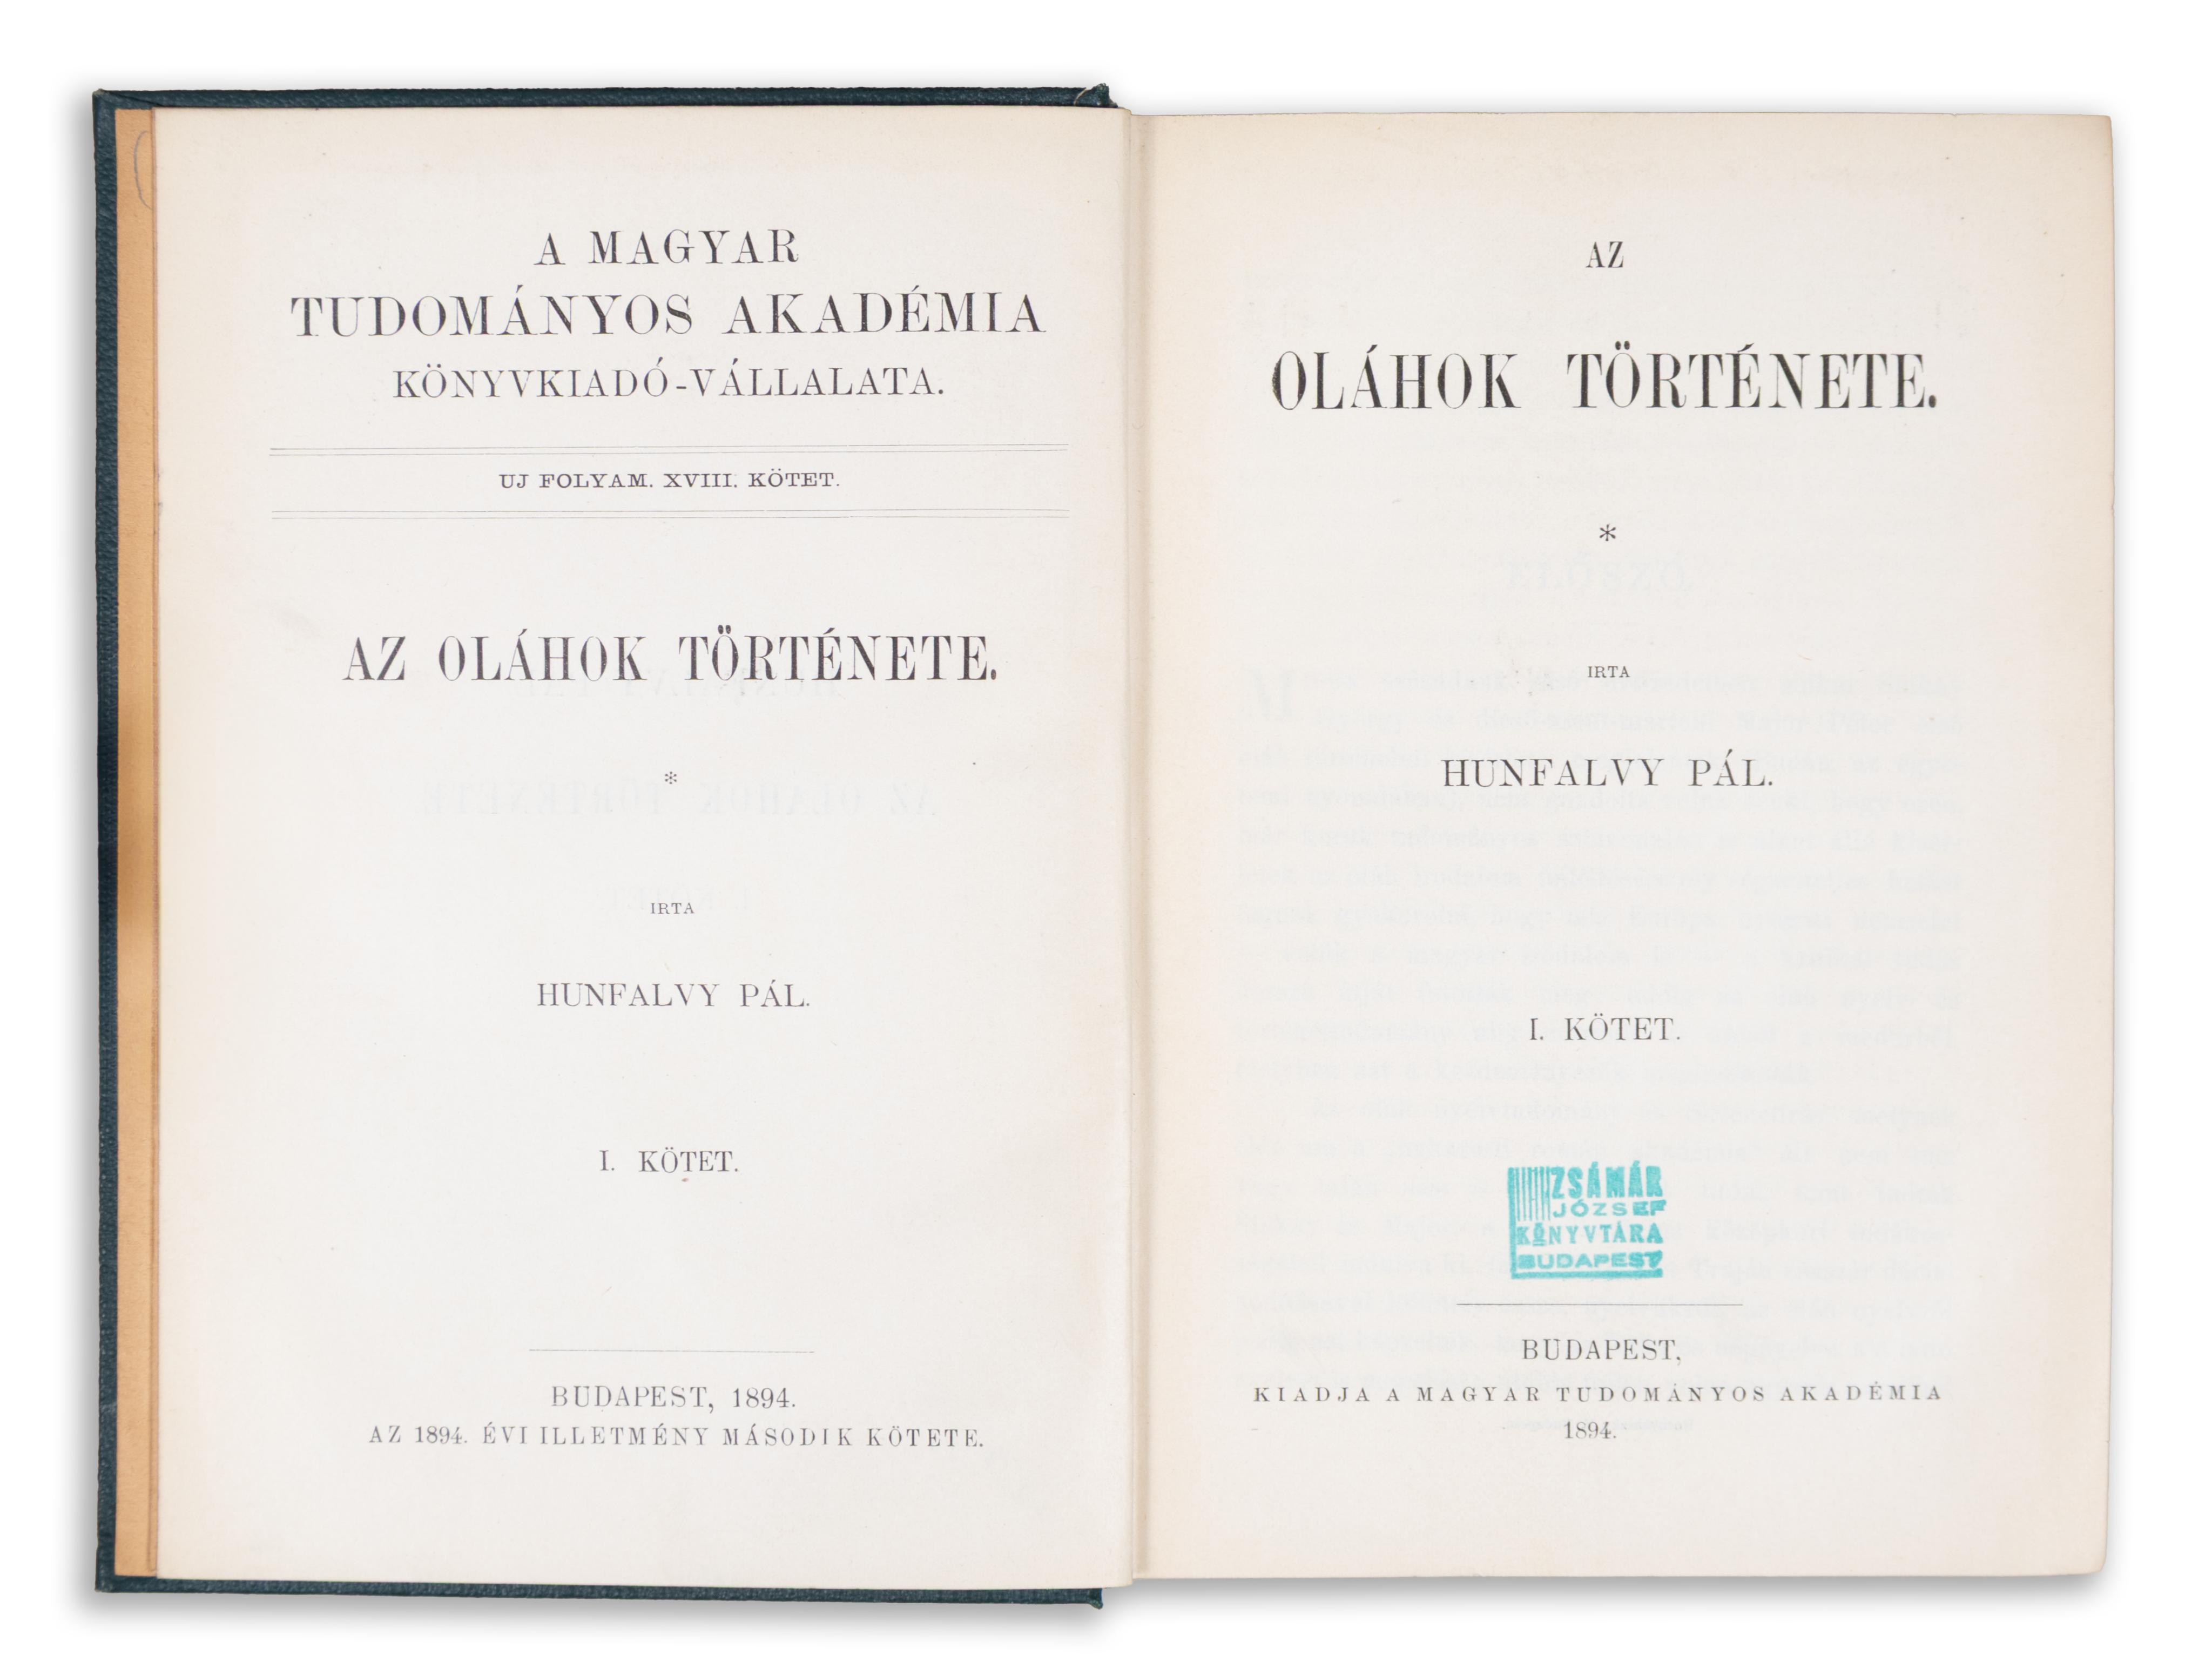 A MAGYAR
TUDOMÁNYOS AKADÉMIA
KÖNYVKIADÓ-VÁLLALATA.
UJ FOLYAM. XVIII. KÖTET.
AZ OLÁHOK TÖRTÉNETE.
*
IRTA
HUNFALVY PÁL.
I. KÖTET.
BUDAPEST, 1894.
AZ 1894. ÉVI ILLETMÉNY MÁSODIK KÖTETE.
AZ
OLÁHOK TÖRTÉNETE.
*
IRTA
HUNFALVY PÁL.
I. KÖTET.
ZSÁMÁR
JÓZSEF
KÖNYVTÁRA
BUDAPEST
BUDAPEST,
KIADJA A MAGYAR TUDOMÁNYOS AKADÉMIA
1894.